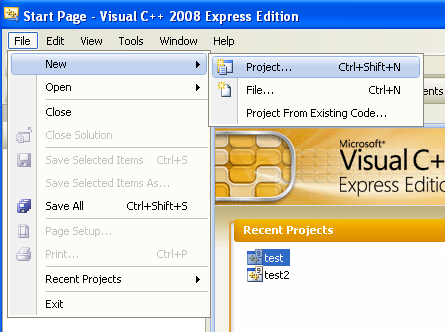 Start Page - Visual C++ 2008 Express Edition
File Edit View Tools Window Help
New
Project... Ctrl+Shift+N
Open
File... Ctrl+N
ents
Close
Project From Existing Code...
Close Solution
Save Selected Items Ctrl+S
Microsoft®
Save Selected Items As...
Visual C+
Save All Ctrl+Shift+S
Express Edition
Page Setup...
Recent Projects
Print... Ctrl+P
test
Recent Projects
test2
Exit